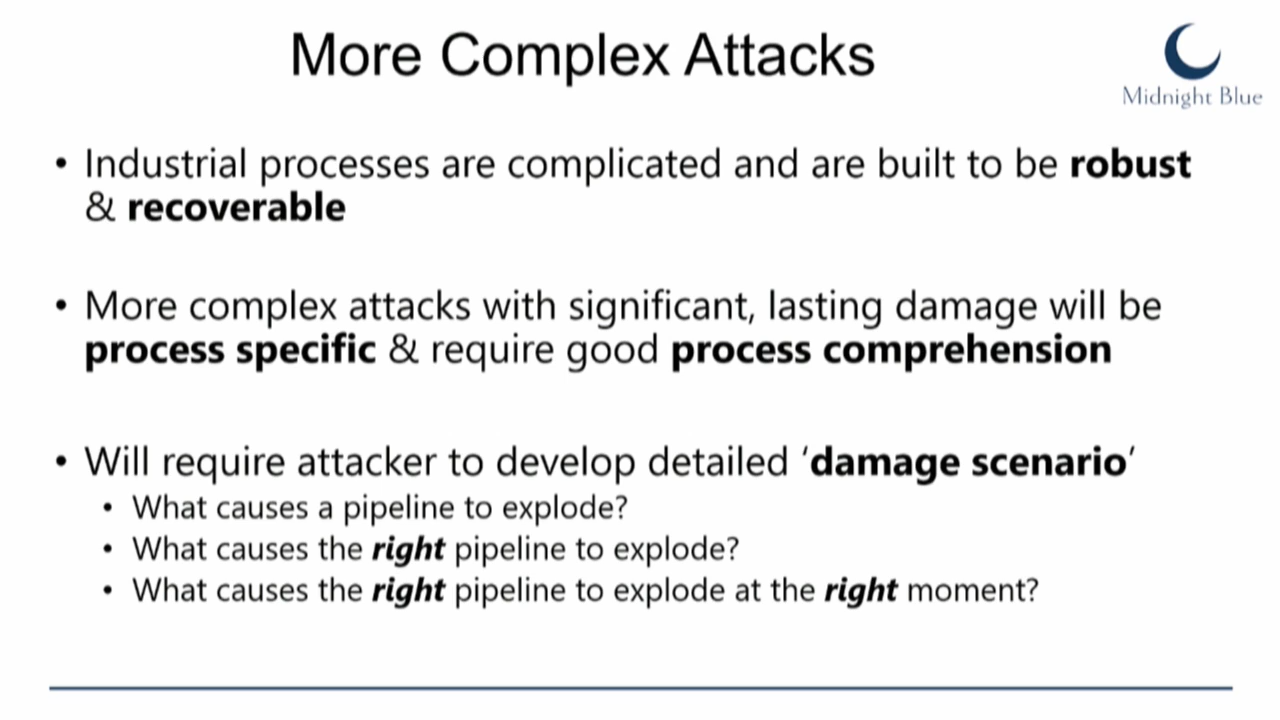 More Complex Attacks
Midnight Blue
• Industrial processes are complicated and are built to be robust
& recoverable
• More complex attacks with significant, lasting damage will be
process specific & require good process comprehension
• Will require attacker to develop detailed ‘damage scenario’
• What causes a pipeline to explode?
• What causes the right pipeline to explode?
• What causes the right pipeline to explode at the right moment?